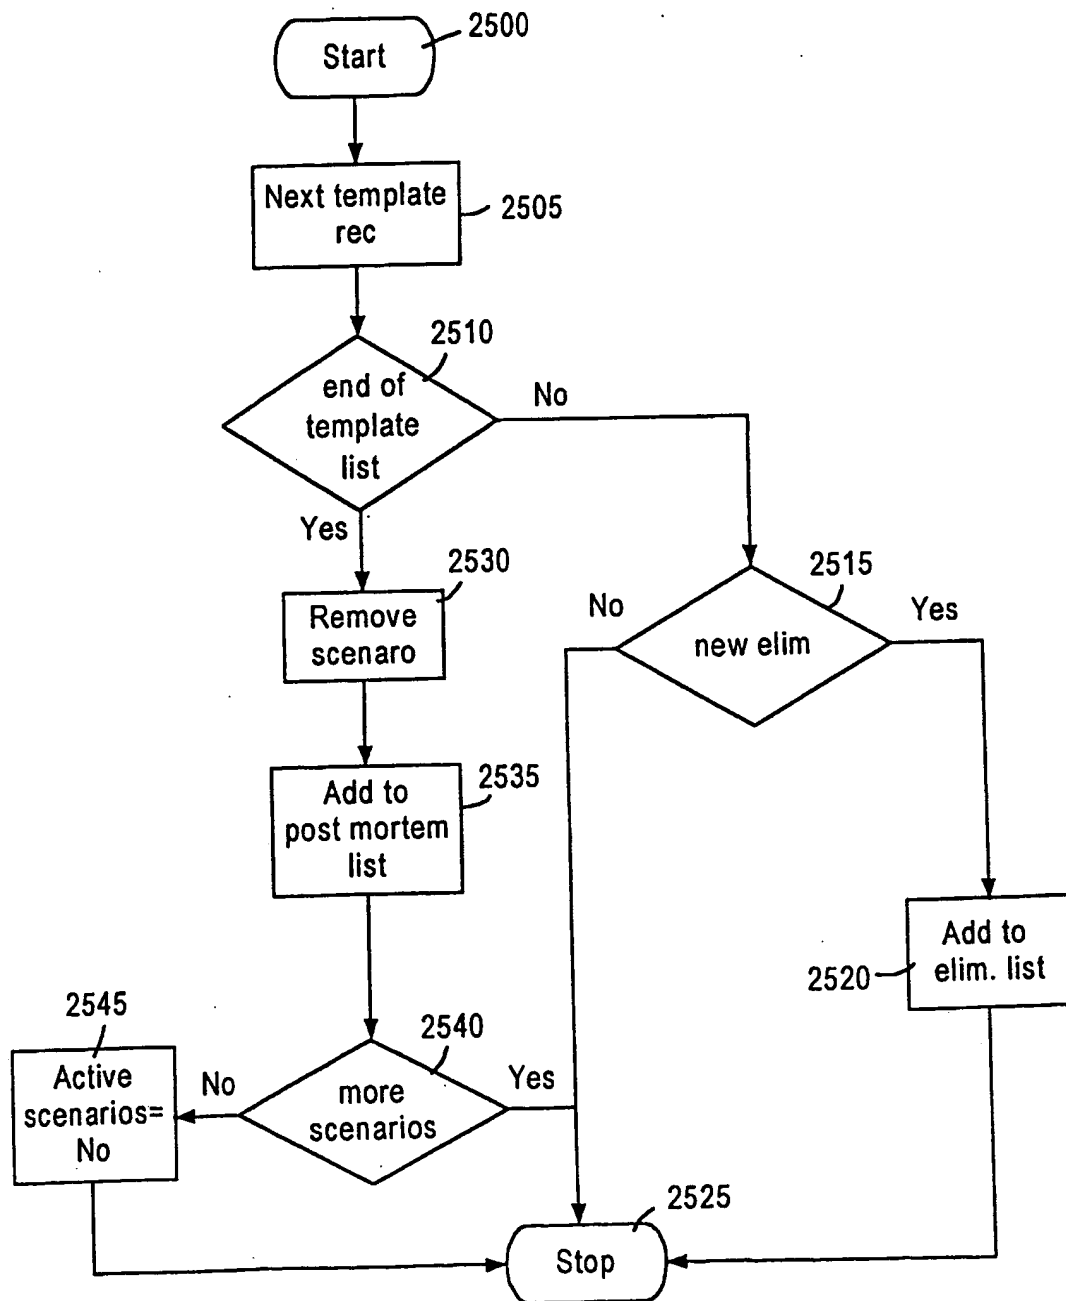 2500
Start
Next template
rec
2505
2510
end of
template
list
No
Yes
2530
Remove
scenaro
2515
No
Yes
new elim
2535
Add to
post mortem
list
Add to
elim. list
2520
2545
Active
scenarios=
No
No
2540
more
scenarios
Yes
2525
Stop